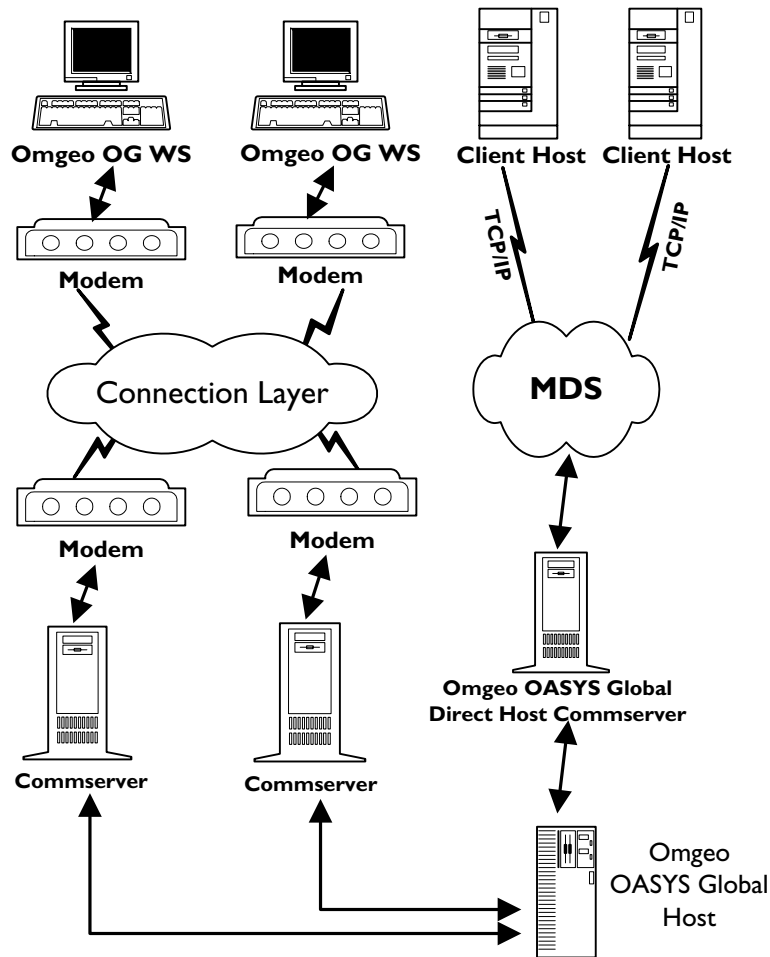 Omgeo OG WS
Omgeo OG WS
Client Host
Client Host
TCP/IP
TCP/IP
Modem
Modem
Connection Layer
MDS
Modem
Modem
Omgeo OASYS Global
Direct Host Commserver
Commserver
Commserver
Omgeo
OASYS Global
Host